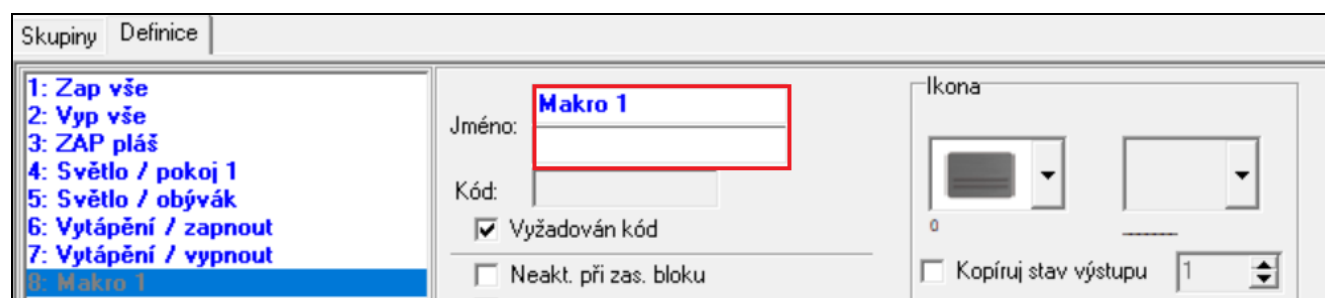 Skupiny Definice
1: Zap vše
2: Vyp vše
3: ZAP pláš
4: Světlo / pokoj 1
5: Světlo / obývák
6: Vytápění / zapnout
7: Vytápění / vypnout
8: Makro 1
Jméno: Makro 1
Kód:
Vyžadován kód
Neakt. při zas. bloku
Ikona
0
Kopíruj stav výstupu 1